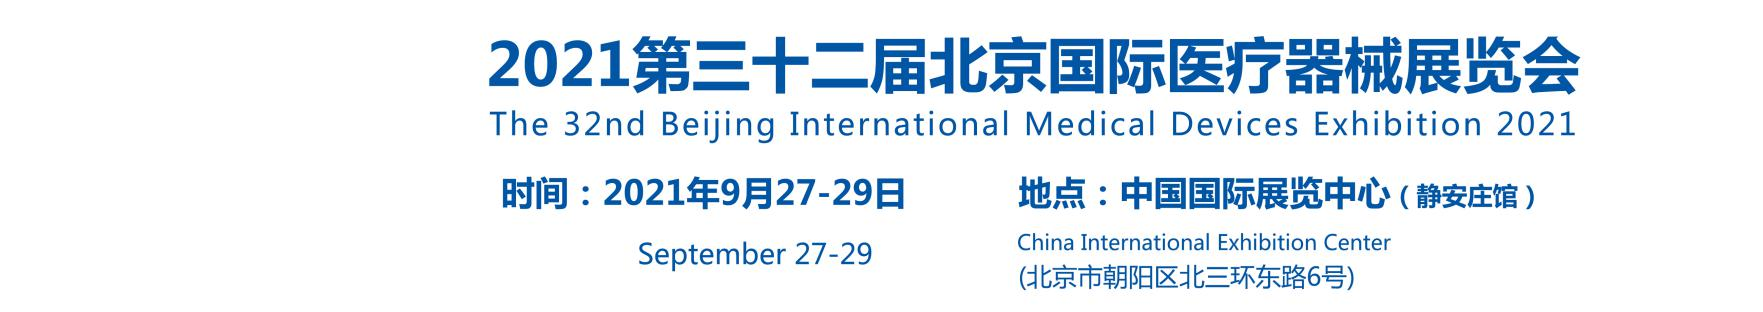 2021第三十二届北京国际医疗器械展览会
The 32nd Beijing International Medical Devices Exhibition 2021
时间：2021年9月27-29日
September 27-29
地点：中国国际展览中心（静安庄馆）
China International Exhibition Center
(北京市朝阳区北三环东路6号)